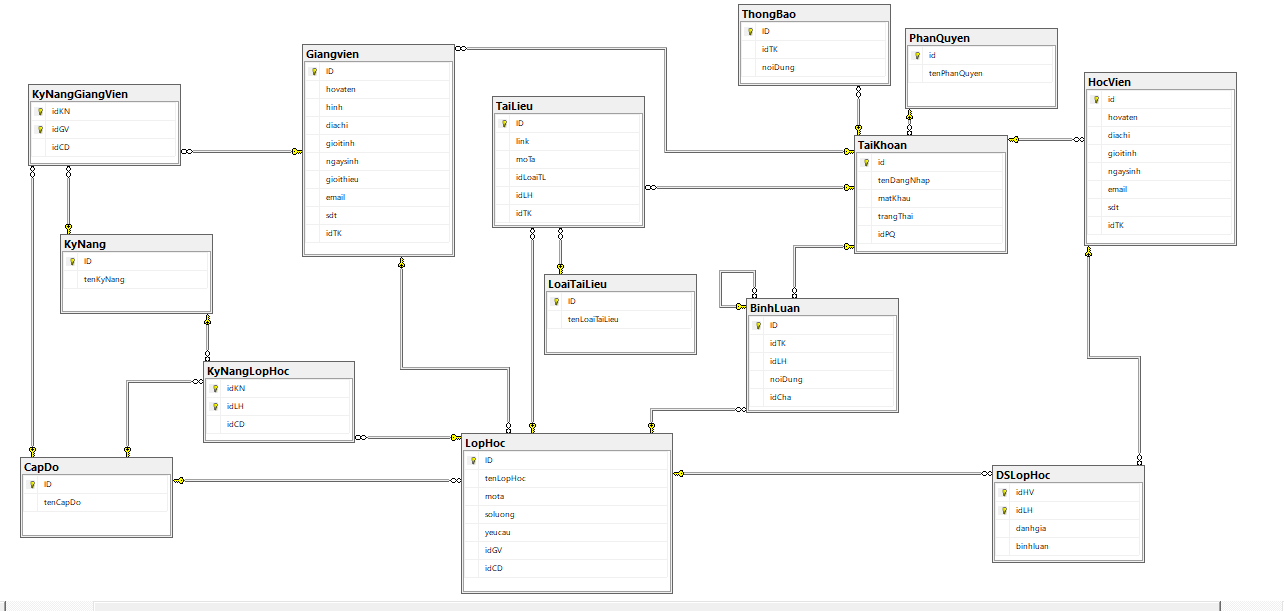 ThongBao
ID
idTK
noiDung
PhanQuyen
id
tenPhanQuyen
Giangvien
ID
hovaten
hinh
diachi
gioitinh
ngaysinh
gioithieu
email
sdt
idTK
HocVien
id
hovaten
diachi
gioitinh
ngaysinh
email
sdt
idTK
KyNangGiangVien
idKN
idGV
idCD
TaiLieu
ID
link
moTa
idLoaiTL
idLH
idTK
TaiKhoan
id
tenDangNhap
matKhau
trangThai
idPQ
KyNang
ID
tenKyNang
LoaiTaiLieu
ID
tenLoaiTaiLieu
BinhLuan
ID
idTK
idLH
noiDung
idCha
KyNangLopHoc
idKN
idLH
idCD
LopHoc
ID
tenLopHoc
mota
soluong
yeucau
idGV
idCD
CapDo
ID
tenCapDo
DSLopHoc
idHV
idLH
danhgia
binhluan